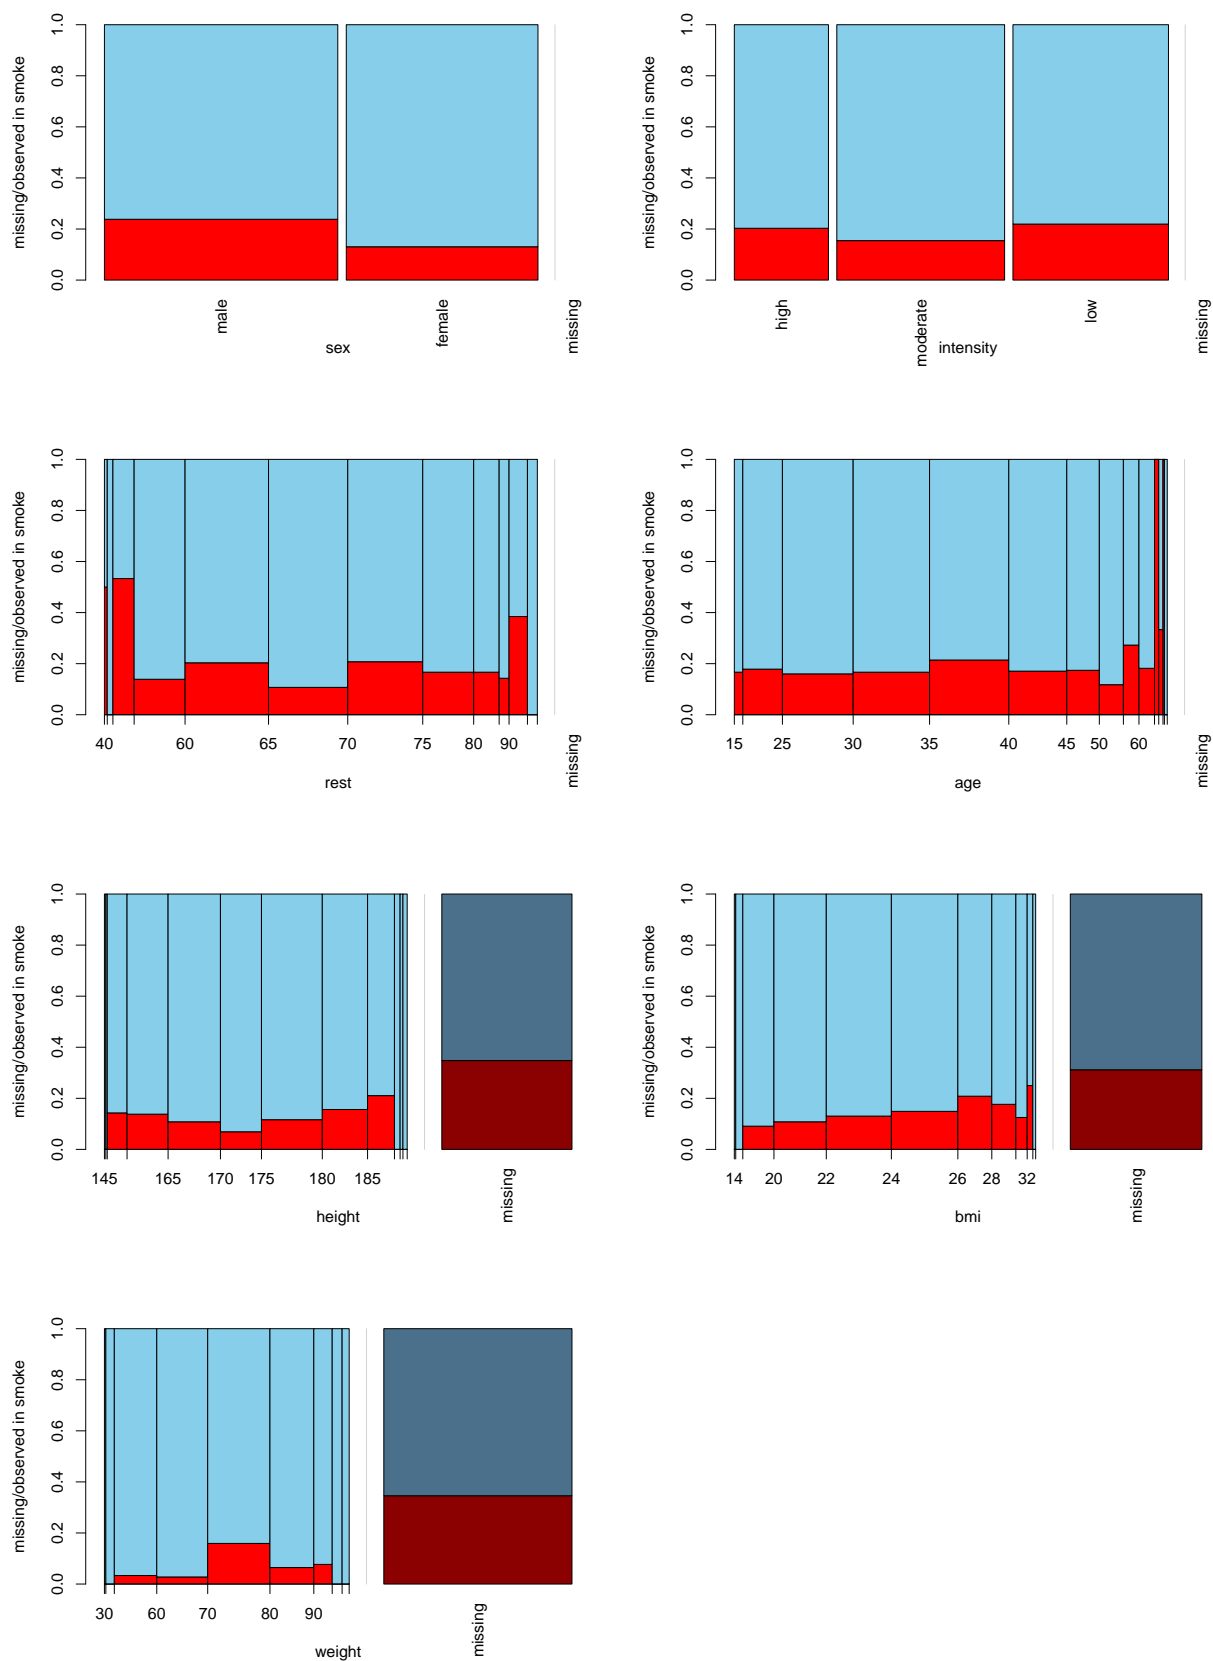 missing/observed in smoke
0.0 0.2 0.4 0.6 0.8 1.0
male female missing
sex
missing/observed in smoke
0.0 0.2 0.4 0.6 0.8 1.0
high moderate low missing
intensity
missing/observed in smoke
0.0 0.2 0.4 0.6 0.8 1.0
40 60 65 70 75 80 90 missing
rest
missing/observed in smoke
0.0 0.2 0.4 0.6 0.8 1.0
15 25 30 35 40 45 50 60 missing
age
missing/observed in smoke
0.0 0.2 0.4 0.6 0.8 1.0
145 165 170 175 180 185 missing
height
missing/observed in smoke
0.0 0.2 0.4 0.6 0.8 1.0
14 20 22 24 26 28 32 missing
bmi
missing/observed in smoke
0.0 0.2 0.4 0.6 0.8 1.0
30 60 70 80 90 missing
weight